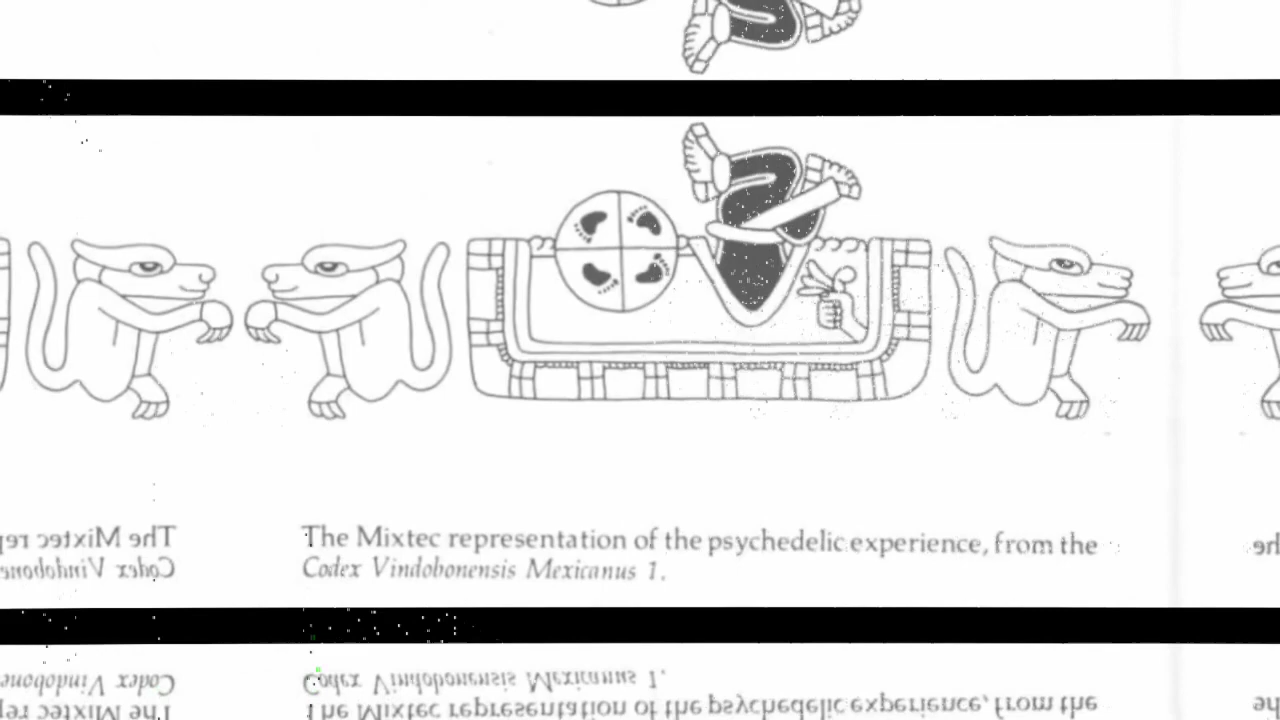 The Mixtec representation of the psychedelic experience, from the
Codex Vindobonensis Mexicanus 1.